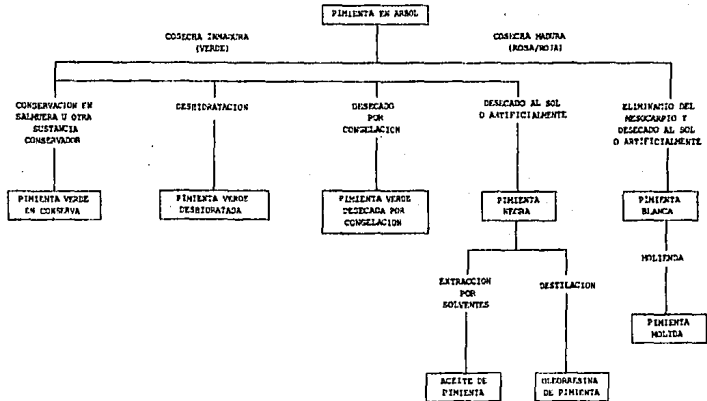 PIMIENTA EN ARBOL
COSECHA INMADURA
(VERDE)
COSECHA MADURA
(ROSA/ROJA)
CONSERVACION EN
SALMUERA U OTRA
SUSTANCIA
CONSERVADOR
DESHIDRATACION
DESECADO
POR
CONGELACION
DESECADO AL SOL
O ARTIFICIALMENTE
ELIMINATIO DEL
MESOCARPIO Y
DESECADO AL SOL
O ARTIFICIALMENTE
PIMIENTA VERDE
EN CONSERVA
PIMIENTA VERDE
DESHIDRATADA
PIMIENTA VERDE
DESECADA POR
CONGELACION
PIMIENTA
NEGRA
PIMIENTA
BLANCA
EXTRACCION
POR
SOLVENTES
DESTILACION
MOLIENDA
PIMIENTA
MOLIDA
ACEITE DE
PIMIENTA
OLEORRESINA
DE PIMIENTA